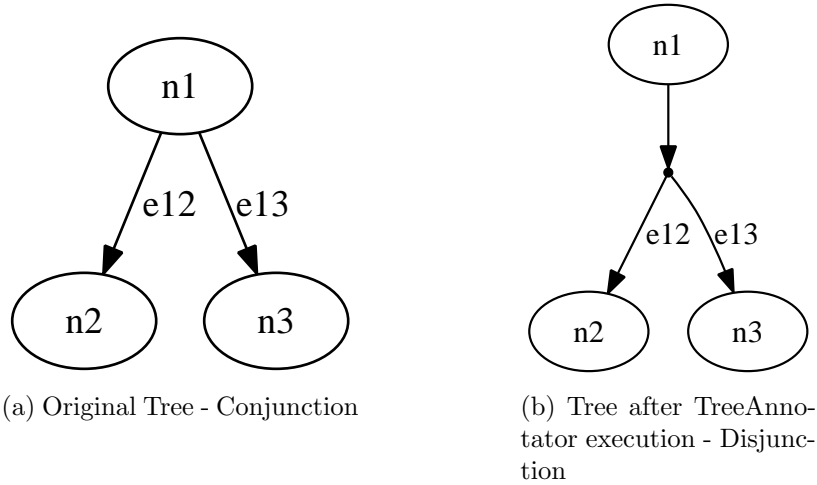 n1
e12 e13
n2 n3
(a) Original Tree - Conjunction
n1
e12 e13
n2 n3
(b) Tree after TreeAnno-
tator execution - Disjunc-
tion